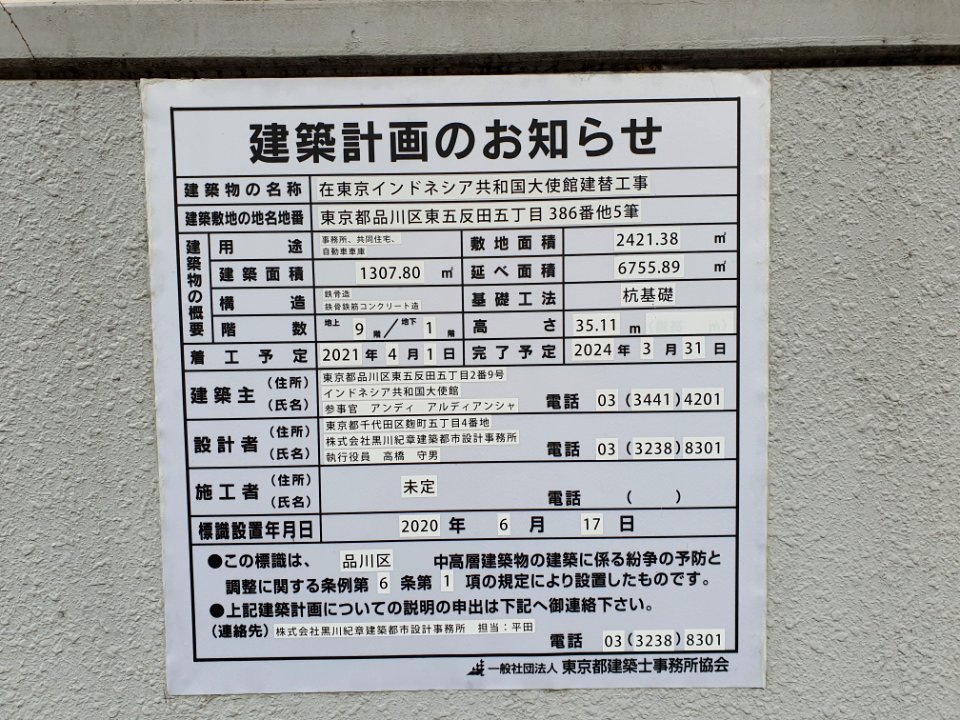 建築計画のお知らせ
建築物の名称 在東京インドネシア共和国大使館建替工事
建築敷地の地名地番 東京都品川区東五反田五丁目 386番他5筆
建築物の概要
用途 事務所、共同住宅、
自動車車庫
敷地面積 2421.38 ㎡
建築面積 1307.80 ㎡ 延べ面積 6755.89 ㎡
構造 鉄骨造
鉄骨鉄筋コンクリート造
基礎工法 杭基礎
階数 地上 9 階/地下 1 階 高さ 35.11 m
着工予定 2021 年 4 月 1 日 完了予定 2024 年 3 月 31 日
建築主 (住所) 東京都品川区東五反田五丁目2番9号
インドネシア共和国大使館
(氏名) 参事官 アンディ アルディアンシャ 電話 03 (3441) 4201
設計者 (住所) 東京都千代田区麹町五丁目4番地
株式会社黒川紀章建築都市設計事務所
(氏名) 執行役員 高橋 守男 電話 03 (3238) 8301
施工者 (住所) 未定
(氏名) 電話 ( )
標識設置年月日 2020 年 6 月 17 日
●この標識は、 品川区 中高層建築物の建築に係る紛争の予防と
調整に関する条例第 6 条第 1 項の規定により設置したものです。
●上記建築計画についての説明の申出は下記へ御連絡下さい。
(連絡先) 株式会社黒川紀章建築都市設計事務所 担当:平田 電話 03 (3238) 8301
一般社団法人 東京都建築士事務所協会